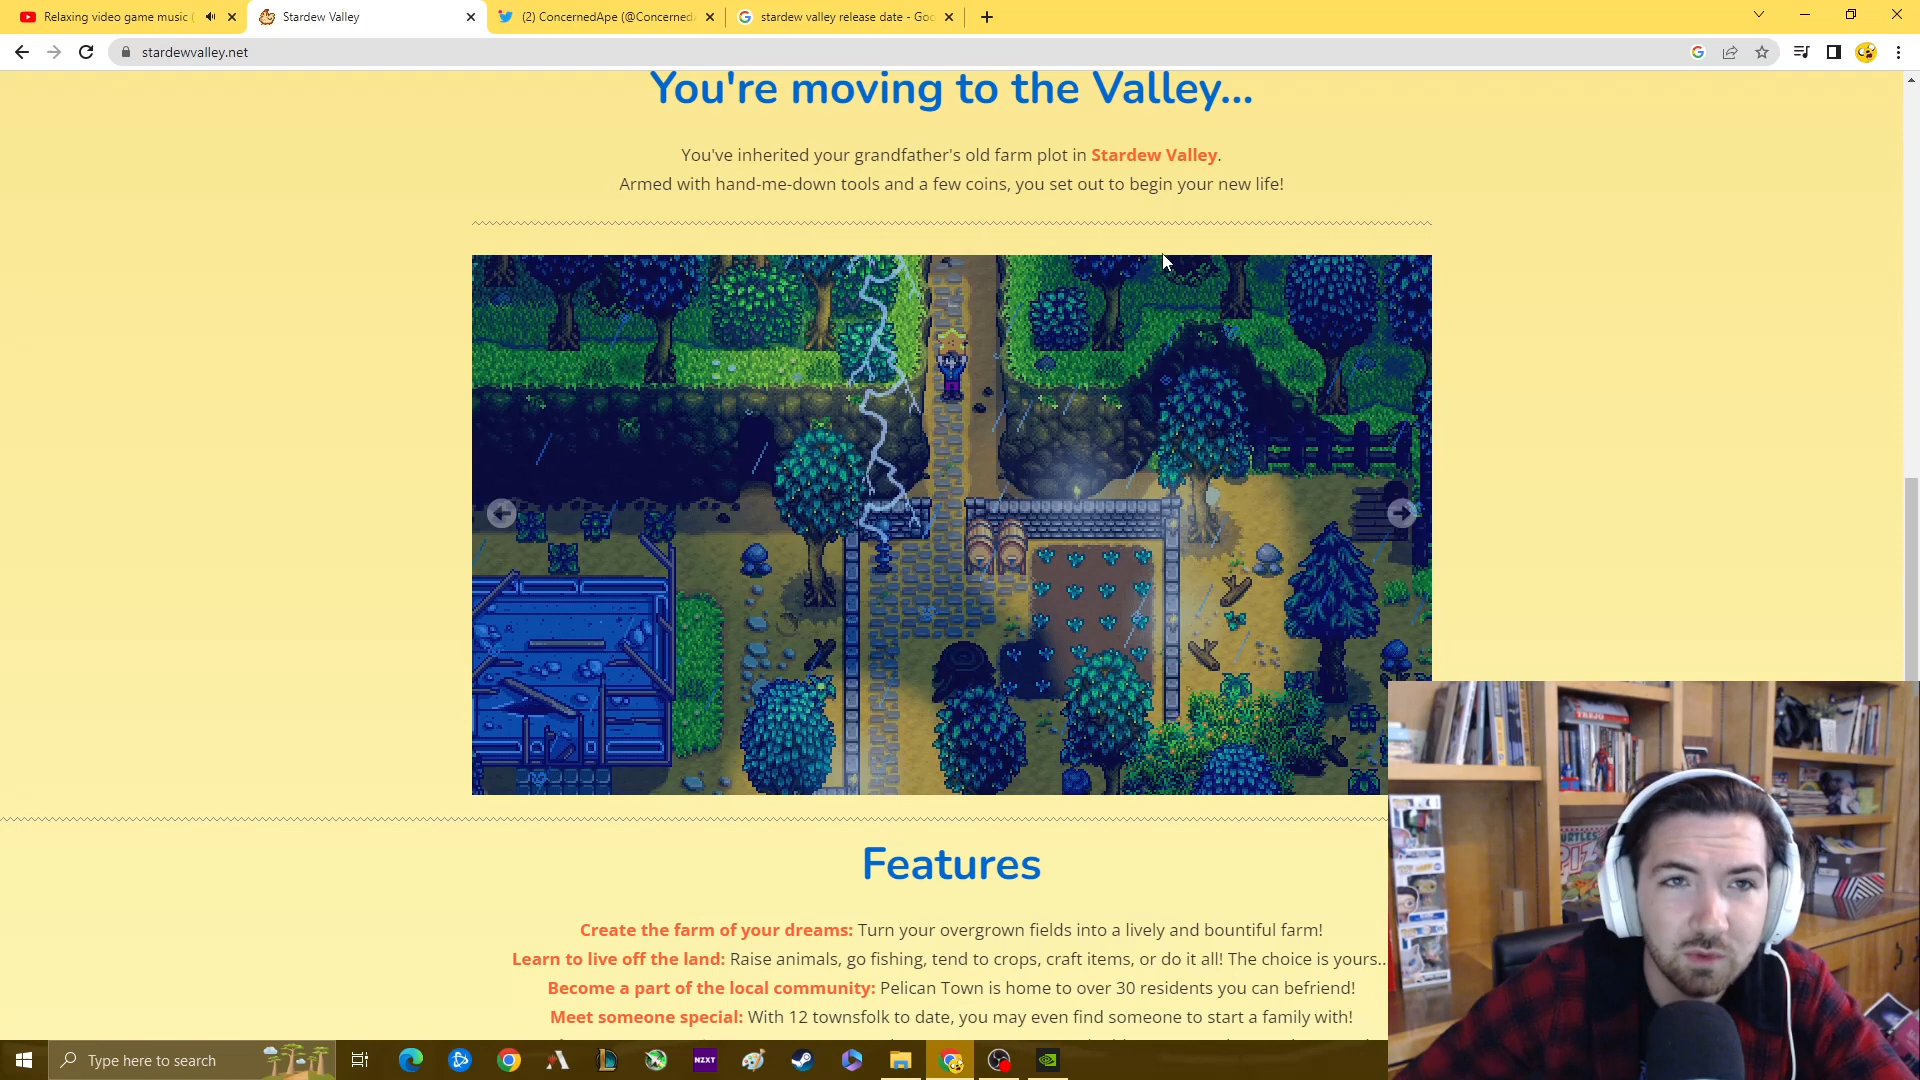 Relaxing video game music (
Stardew Valley
(2) ConcernedApe (@Concerned
stardew valley release date - Goo
stardewvalley.net
You're moving to the Valley...
You've inherited your grandfather's old farm plot in Stardew Valley.
Armed with hand-me-down tools and a few coins, you set out to begin your new life!
Features
Create the farm of your dreams: Turn your overgrown fields into a lively and bountiful farm!
Learn to live off the land: Raise animals, go fishing, tend to crops, craft items, or do it all! The choice is yours..
Become a part of the local community: Pelican Town is home to over 30 residents you can befriend!
Meet someone special: With 12 townsfolk to date, you may even find someone to start a family with!
TREJO
Type here to search
NZXT